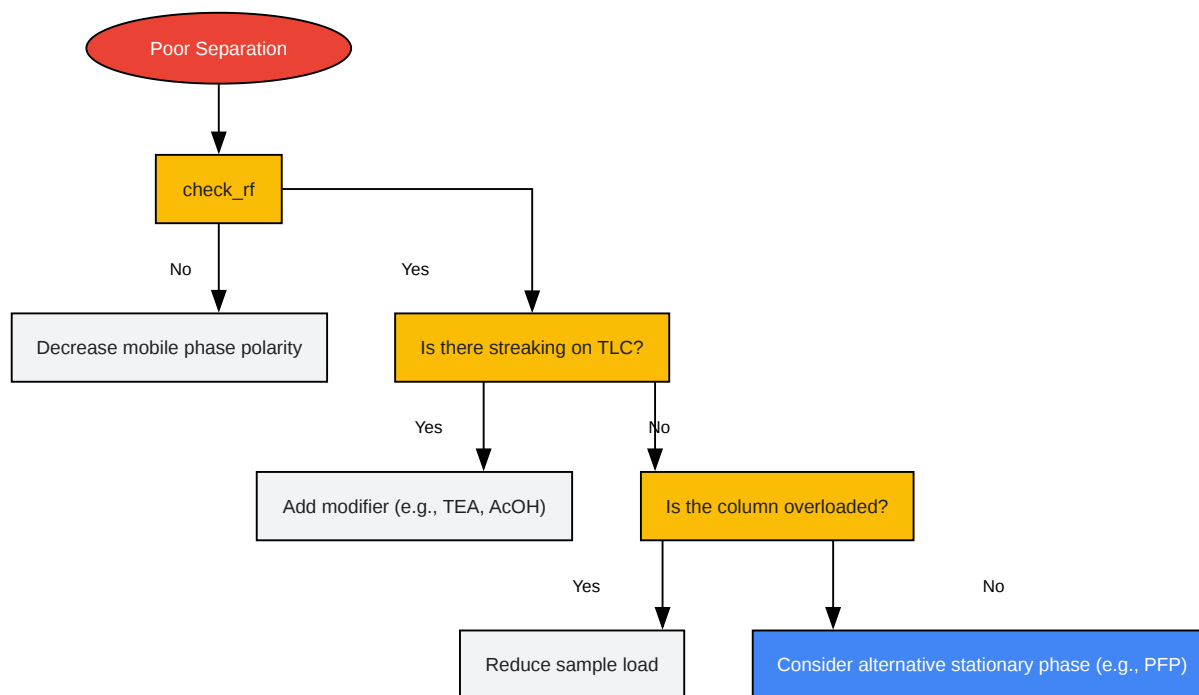 Poor Separation
check_rf
No
Yes
Decrease mobile phase polarity
Is there streaking on TLC?
Yes
No
Add modifier (e.g., TEA, AcOH)
Is the column overloaded?
Yes
No
Reduce sample load
Consider alternative stationary phase (e.g., PFP)